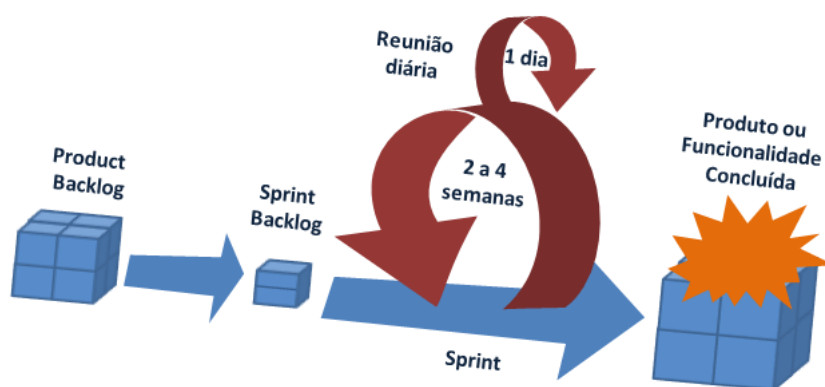 Product
Backlog
Sprint
Backlog
Reunião
diária
1 dia
2 a 4
semanas
Sprint
Produto ou
Funcionalidade
Concluída